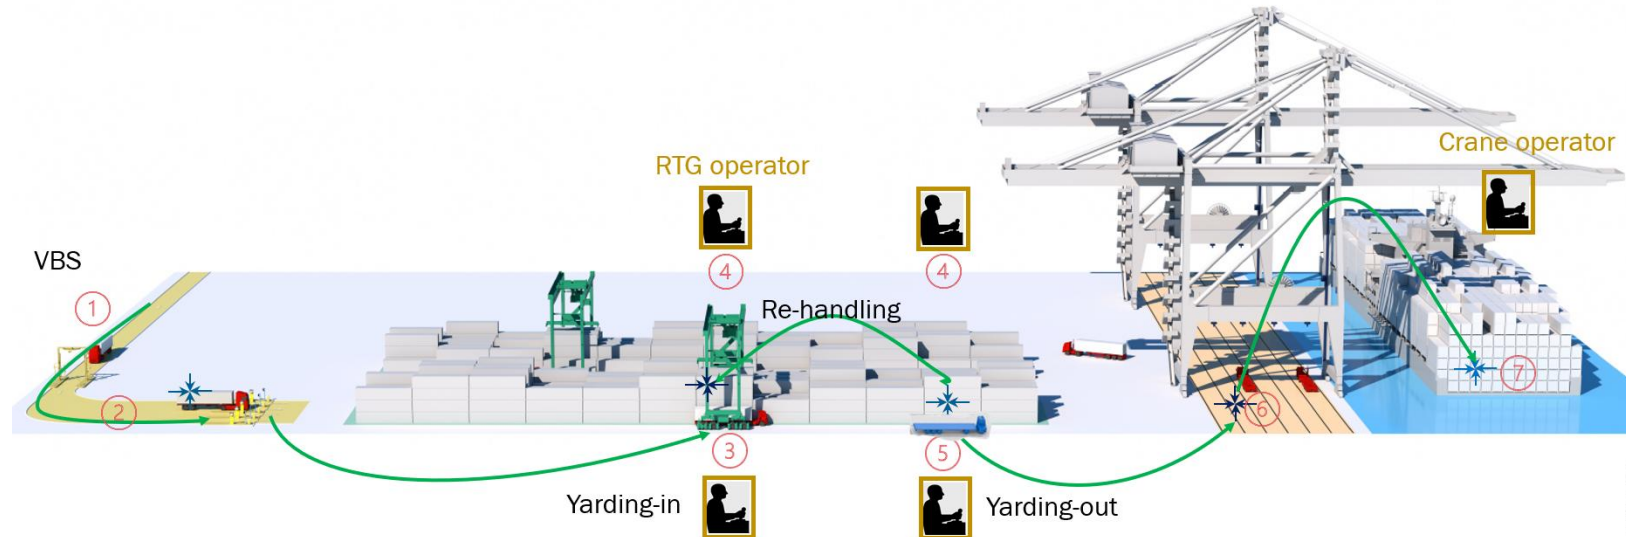 Crane operator
RTG operator
VBS
1
4
4
Re-handling
2
3
5
6
7
Yarding-in
Yarding-out